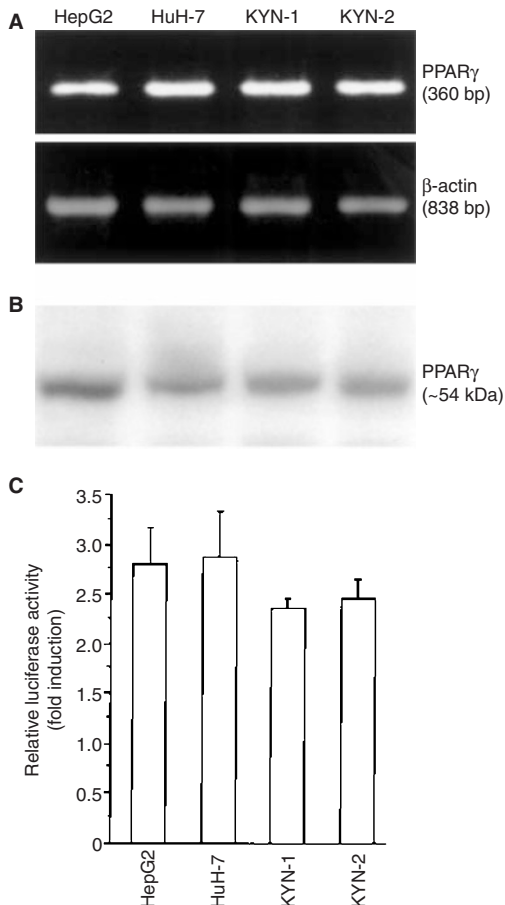 A
HepG2 HuH-7 KYN-1 KYN-2
PPARγ
(360 bp)
β-actin
(838 bp)
B
PPARγ
(~54 kDa)
C
Relative luciferase activity
(fold induction)
3.5
3.0
2.5
2.0
1.5
1.0
0.5
0
HepG2
HuH-7
KYN-1
KYN-2